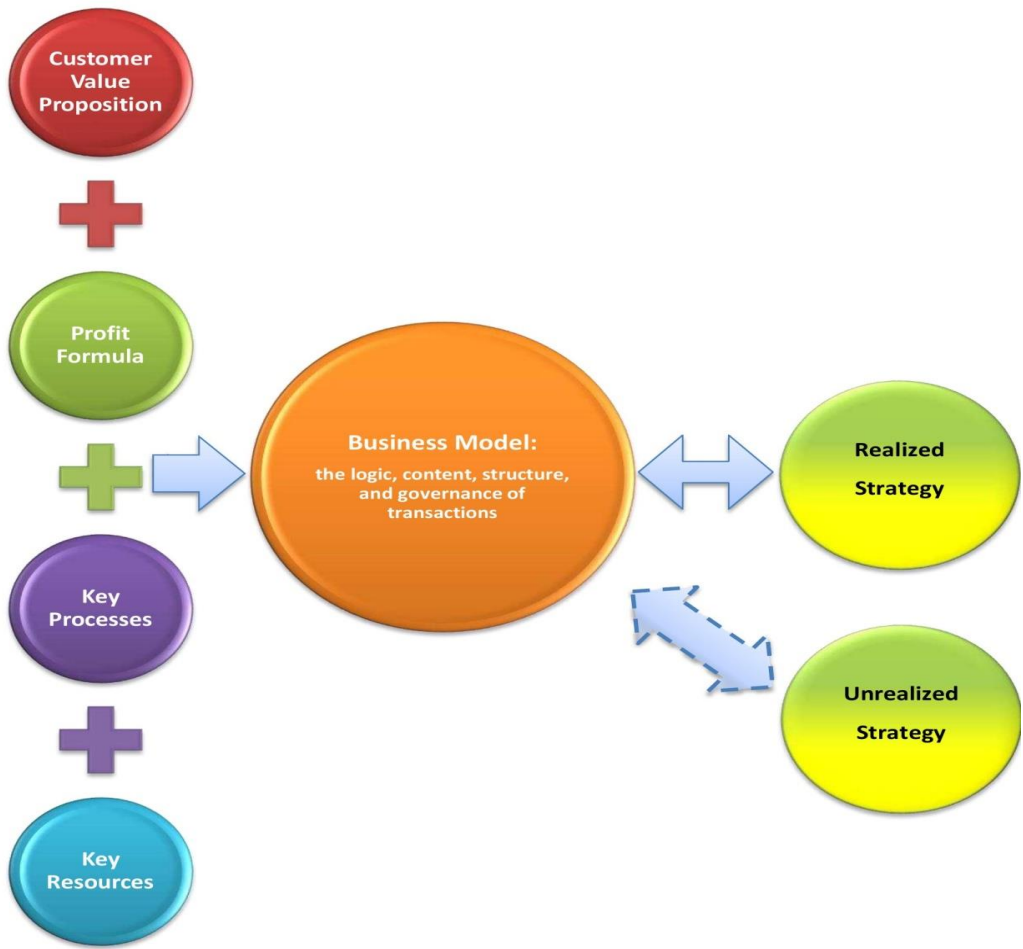 Customer
Value
Proposition
Profit
Formula
Key
Processes
Key
Resources
Business Model:
the logic, content, structure,
and governance of
transactions
Realized
Strategy
Unrealized
Strategy